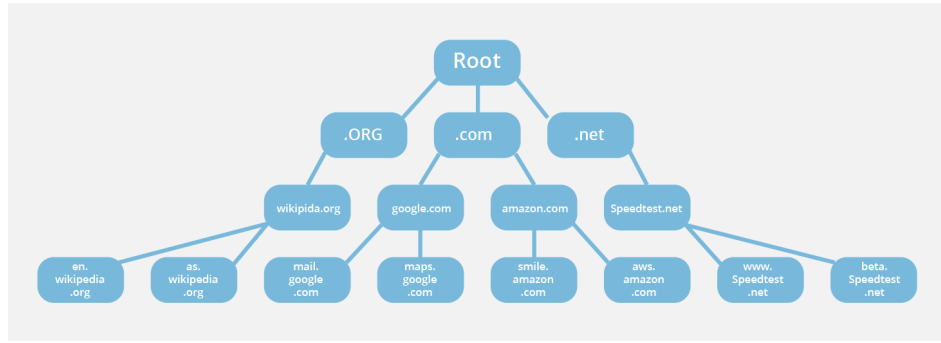 Root
.ORG
.com
.net
wikipida.org
google.com
amazon.com
Speedtest.net
en.
wikipedia
.org
as.
wikipedia
.org
mail.
google
.com
maps.
google
.com
smile.
amazon
.com
aws.
amazon
.com
www.
Speedtest
.net
beta.
Speedtest
.net